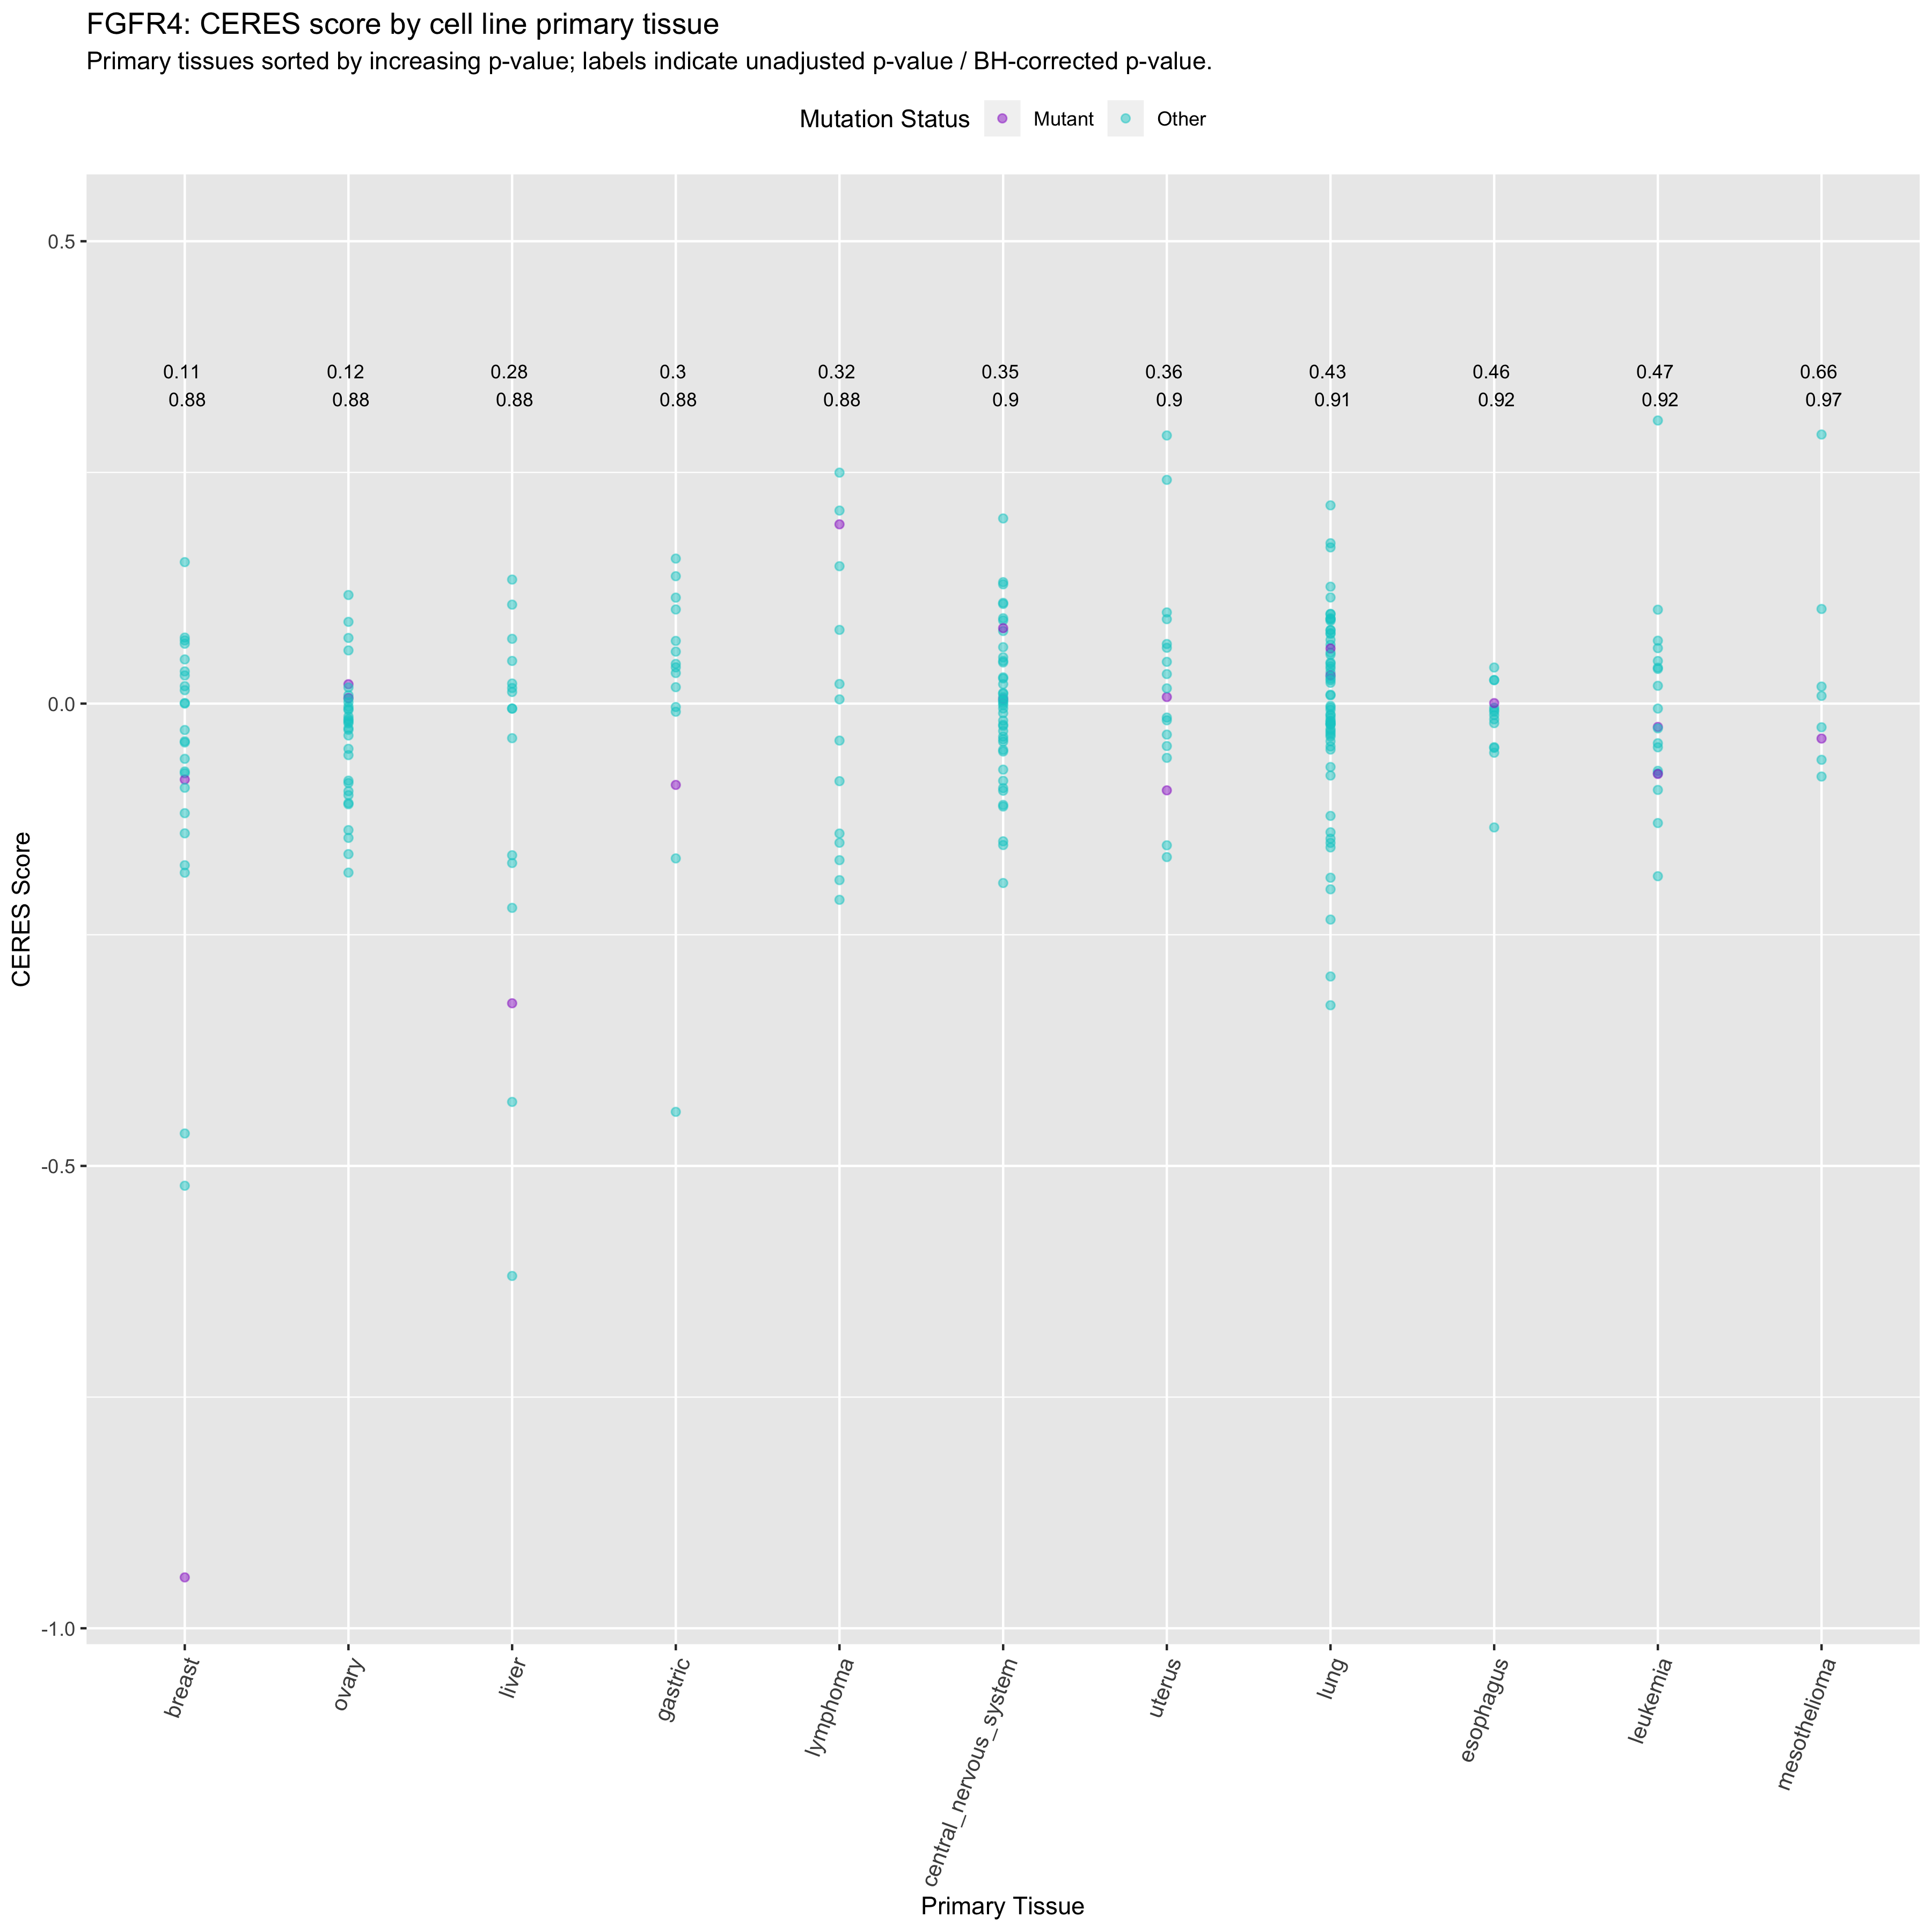 FGFR4: CERES score by cell line primary tissue
Primary tissues sorted by increasing p-value; labels indicate unadjusted p-value / BH-corrected p-value.
Mutation Status Mutant Other
0.5
0.11 0.12 0.28 0.3 0.32 0.35 0.36 0.43 0.46 0.47 0.66
0.88 0.88 0.88 0.88 0.88 0.9 0.9 0.91 0.92 0.92 0.97
0.0
CERES Score
-0.5
-1.0
breast
ovary
liver
gastric
lymphoma
central_nervous_system
uterus
lung
esophagus
leukemia
mesothelioma
Primary Tissue